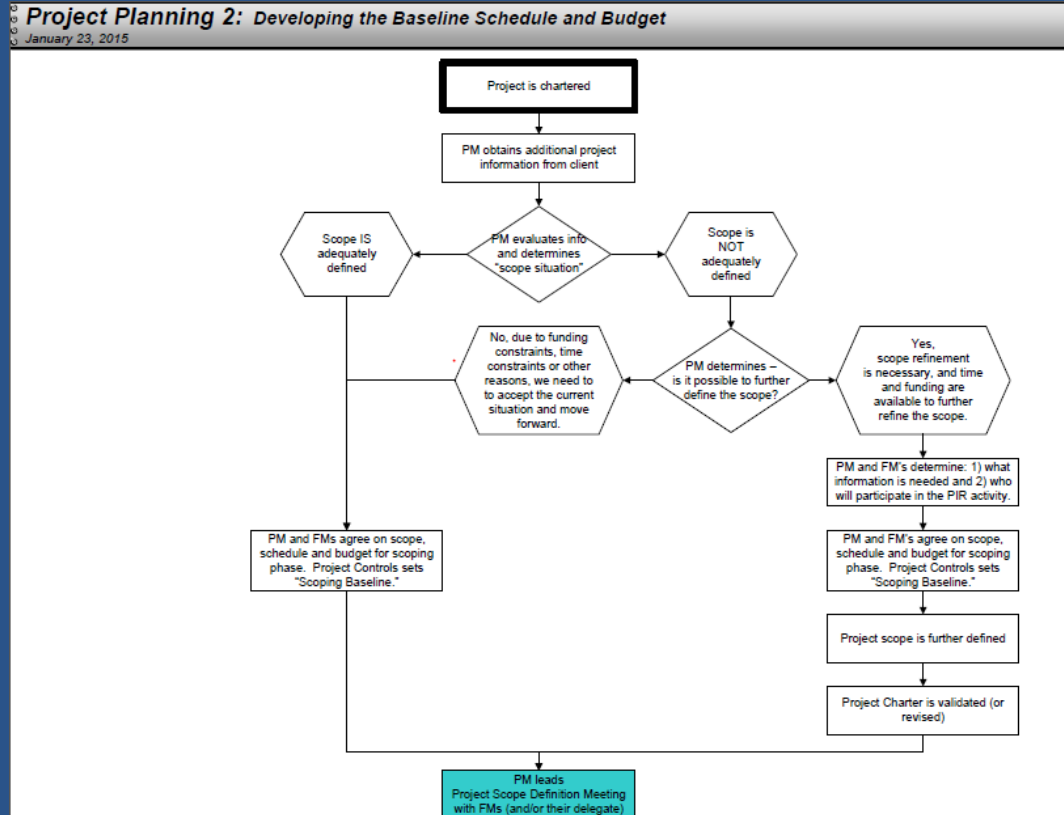 Project Planning 2: Developing the Baseline Schedule and Budget
January 23, 2015
Project is chartered
PM obtains additional project
information from client
PM evaluates info
and determines
"scope situation"
Scope IS
adequately
defined
Scope is
NOT
adequately
defined
No, due to funding
constraints, time
constraints or other
reasons, we need to
to accept the current
situation and move
forward.
PM determines –
is it possible to further
define the scope?
Yes,
scope refinement
is necessary, and time
and funding are
available to further
refine the scope.
PM and FM's determine: 1) what
information is needed and 2) who
will participate in the PIR activity.
PM and FMs agree on scope,
schedule and budget for scoping
phase. Project Controls sets
"Scoping Baseline."
PM and FM's agree on scope,
schedule and budget for scoping
phase. Project Controls sets
"Scoping Baseline."
Project scope is further defined
Project Charter is validated (or
revised)
PM leads
Project Scope Definition Meeting
with FMs (and/or their delegate)